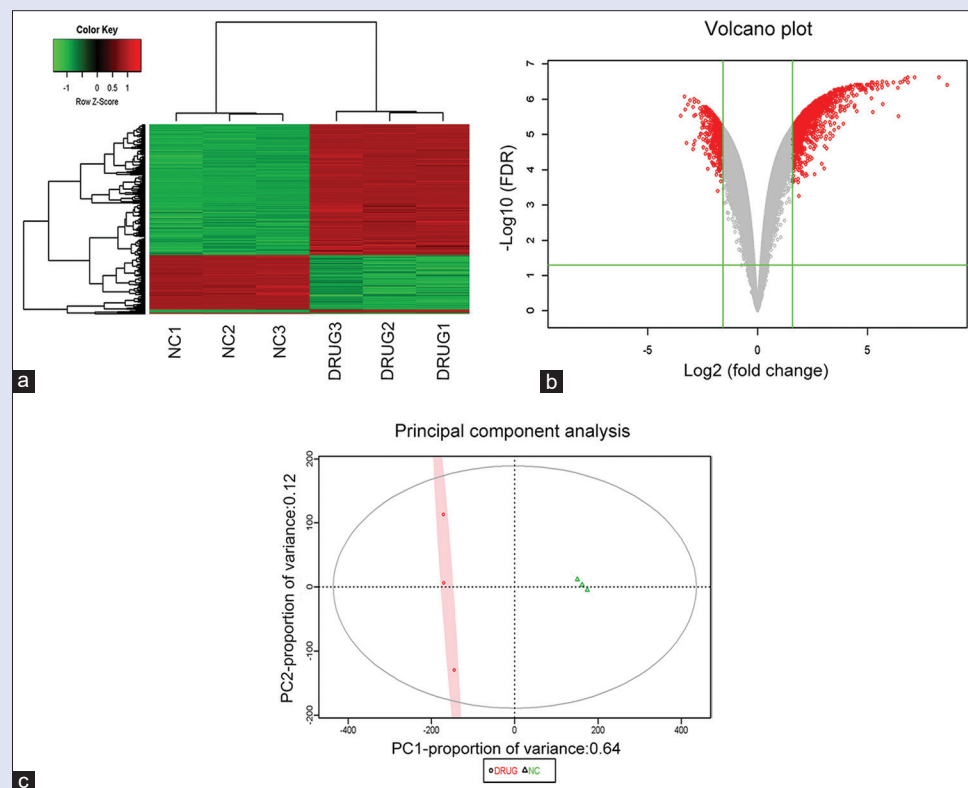 Color Key
-1 0 0.5 1
Row Z-Score
NC1
NC2
NC3
DRUG3
DRUG2
DRUG1
a
Volcano plot
-Log10 (FDR)
7
6
5
4
3
2
1
0
-5 0 5
Log2 (fold change)
b
Principal component analysis
PC2-proportion of variance:0.12
200
100
0
-100
-200
-400 -200 0 200 400
PC1-proportion of variance:0.64
DRUG NC
c